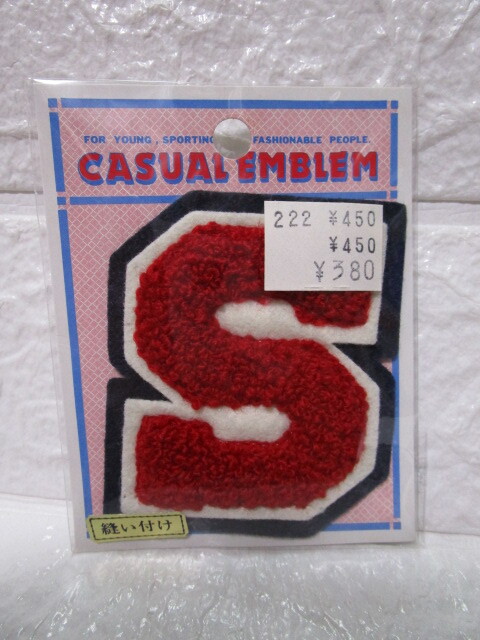 FOR YOUNG, SPORTING FASHIONABLE PEOPLE.
CASUAL EMBLEM
222 ¥450
¥450
¥380
S
縫い付け